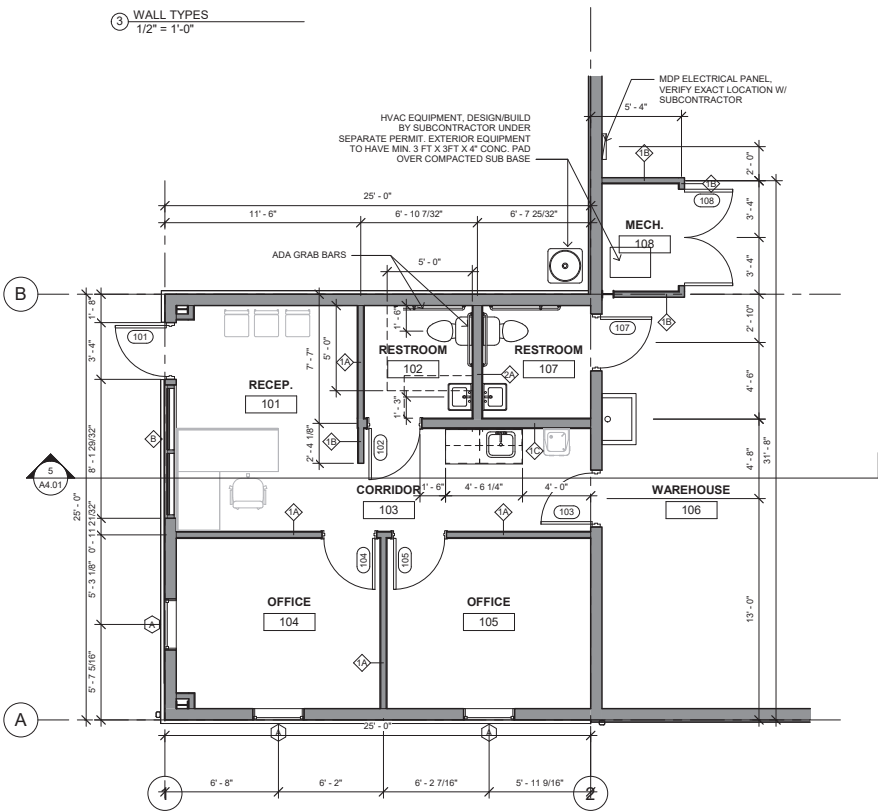 3 WALL TYPES
1/2" = 1'-0"
MDP ELECTRICAL PANEL,
VERIFY EXACT LOCATION W/
SUBCONTRACTOR
5' - 4"
HVAC EQUIPMENT, DESIGN/BUILD
BY SUBCONTRACTOR UNDER
SEPARATE PERMIT. EXTERIOR EQUIPMENT
TO HAVE MIN. 3 FT X 3FT X 4" CONC. PAD
OVER COMPACTED SUB BASE
1B
2' - 0"
1B
108
25' - 0"
11' - 6"
6' - 10 7/32"
6' - 7 25/32"
MECH.
108
3' - 4"
3' - 4"
ADA GRAB BARS
5' - 0"
B
1' - 8"
1' - 6"
1B
2' - 10"
101
107
3' - 4"
7' - 7"
5' - 0"
1A
RESTROOM
102
RESTROOM
107
2A
RECEP.
101
4' - 6"
1' - 3"
B
8' - 1 29/32"
2' - 4 1/8"
1B
102
1C
4' - 8"
31' - 8"
5
A4.01
25' - 0"
CORRIDOR
103
1' - 6"
4' - 6 1/4"
4' - 0"
WAREHOUSE
106
0' - 11 21/32"
1A
1A
103
5' - 3 1/8"
104
105
OFFICE
104
OFFICE
105
13' - 0"
A
5' - 7 5/16"
1A
A
25' - 0"
A
A
1
6' - 8"
6' - 2"
6' - 2 7/16"
5' - 11 9/16"
2